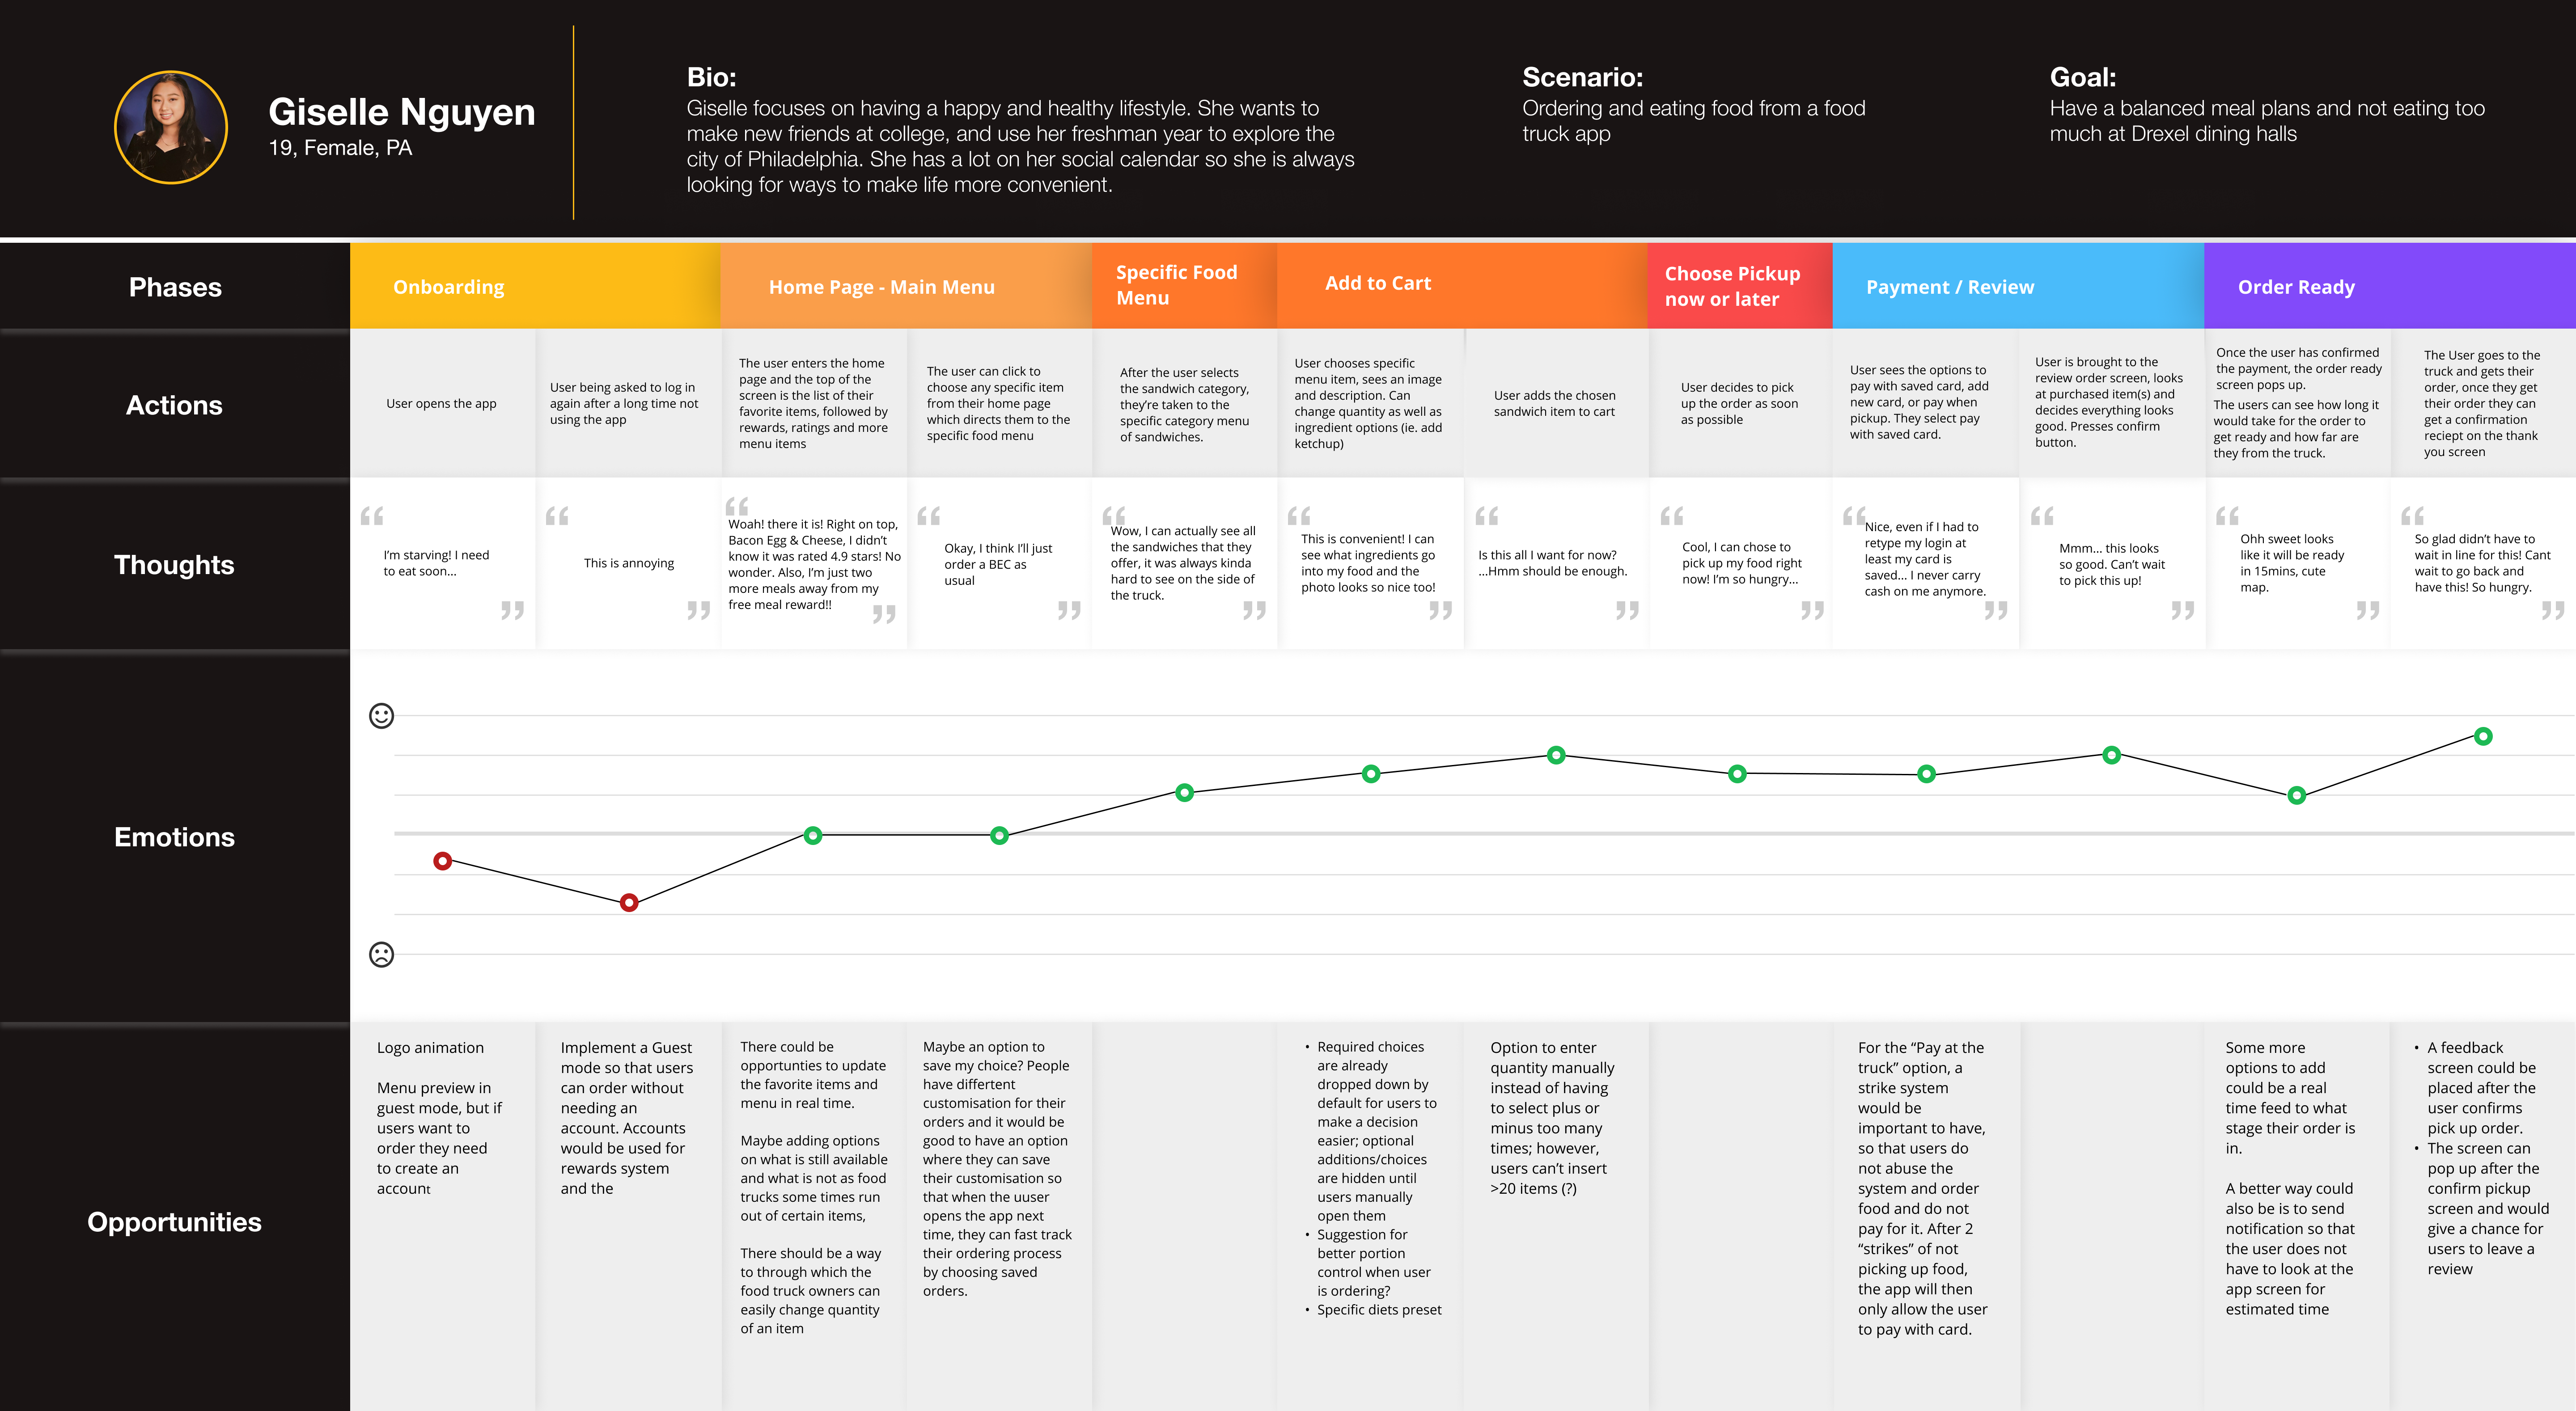 Giselle Nguyen
19, Female, PA
Bio:
Giselle focuses on having a happy and healthy lifestyle. She wants to
make new friends at college, and use her freshman year to explore the
city of Philadelphia. She has a lot on her social calendar so she is always
looking for ways to make life more convenient.
Scenario:
Ordering and eating food from a food
truck app
Goal:
Have a balanced meal plans and not eating too
much at Drexel dining halls
Phases
Onboarding
Home Page - Main Menu
Specific Food
Menu
Add to Cart
Choose Pickup
now or later
Payment / Review
Order Ready
Actions
User opens the app
User being asked to log in
again after a long time not
using the app
The user enters the home
page and the top of the
screen is the list of their
favorite items, followed by
rewards, ratings and more
menu items
The user can click to
choose any specific item
from their home page
which directs them to the
specific food menu
After the user selects
the sandwich category,
they're taken to the
specific category menu
of sandwiches.
User chooses specific
menu item, sees an image
and description. Can
change quantity as well as
ingredient options (ie. add
ketchup)
User adds the chosen
sandwich item to cart
User decides to pick
up the order as soon
as possible
User sees the options to
pay with saved card, add
new card, or pay when
pickup. They select pay
with saved card.
User is brought to the
review order screen, looks
at purchased item(s) and
decides everything looks
good. Presses confirm
button.
Once the user has confirmed
the payment, the order ready
screen pops up.
The users can see how long it
would take for the order to
get ready and how far are
they from the truck.
The User goes to the
truck and gets their
order, once they get
their order they can
get a confirmation
reciept on the thank
you screen
Thoughts
“
I'm starving! I need
to eat soon...
”
“
This is annoying
”
“
Woah! there it is! Right on top,
Bacon Egg & Cheese, I didn't
know it was rated 4.9 stars! No
wonder. Also, I'm just two
more meals away from my
free meal reward!!
”
“
Okay, I think I'll just
order a BEC as
usual
”
“
Wow, I can actually see all
the sandwiches that they
offer, it was always kinda
hard to see on the side of
the truck.
”
“
This is convenient! I can
see what ingredients go
into my food and the
photo looks so nice too!
”
“
Is this all I want for now?
...Hmm should be enough.
”
“
Cool, I can chose to
pick up my food right
now! I'm so hungry...
”
“
Nice, even if I had to
retype my login at
least my card is
saved... I never carry
cash on me anymore.
”
“
Mmm... this looks
so good. Can't wait
to pick this up!
”
“
Ohh sweet looks
like it will be ready
in 15mins, cute
map.
”
“
So glad didn't have to
wait in line for this! Cant
wait to go back and
have this! So hungry.
”
Emotions
Opportunities
Logo animation
Menu preview in
guest mode, but if
users want to
order they need
to create an
account
Implement a Guest
mode so that users
can order without
needing an
account. Accounts
would be used for
rewards system
and the
There could be
opportunties to update
the favorite items and
menu in real time.
Maybe adding options
on what is still available
and what is not as food
trucks some times run
out of certain items,
There should be a way
to through which the
food truck owners can
easily change quantity
of an item
Maybe an option to
save my choice? People
have differtent
customisation for their
orders and it would be
good to have an option
where they can save
their customisation so
that when the uuser
opens the app next
time, they can fast track
their ordering process
by choosing saved
orders.
• Required choices
are already
dropped down by
default for users to
make a decision
easier; optional
additions/choices
are hidden until
users manually
open them
• Suggestion for
better portion
control when user
is ordering?
• Specific diets preset
Option to enter
quantity manually
instead of having
to select plus or
minus too many
times; however,
users can't insert
>20 items (?)
For the “Pay at the
truck” option, a
strike system
would be
important to have,
so that users do
not abuse the
system and order
food and do not
pay for it. After 2
“strikes” of not
picking up food,
the app will then
only allow the user
to pay with card.
Some more
options to add
could be a real
time feed to what
stage their order is
in.
A better way could
also be is to send
notification so that
the user does not
have to look at the
app screen for
estimated time
• A feedback
screen could be
placed after the
user confirms
pick up order.
• The screen can
pop up after the
confirm pickup
screen and would
give a chance for
users to leave a
review